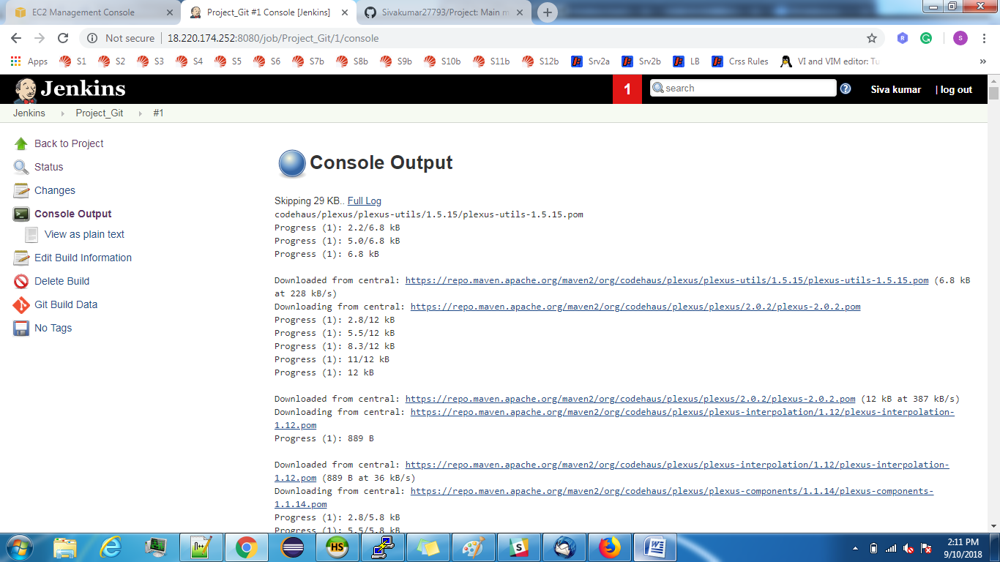 EC2 Management Console
Project_Git #1 Console [Jenkins]
Sivakumar27793/Project: Main m
Not secure
18.220.174.252:8080/job/Project_Git/1/console
S
Apps
S1
S2
S3
S4
S5
S6
S7b
S8b
S9b
S10b
S11b
S12b
Srv2a
Srv2b
LB
Crss Rules
VI and VIM editor: Tu
»
Jenkins
1
search
Siva kumar
| log out
Jenkins
Project_Git
#1
Back to Project
Status
Changes
Console Output
View as plain text
Edit Build Information
Delete Build
Git Build Data
No Tags
Console Output
Skipping 29 KB.. Full Log
codehaus/plexus/plexus-utils/1.5.15/plexus-utils-1.5.15.pom
Progress (1): 2.2/6.8 kB
Progress (1): 5.0/6.8 kB
Progress (1): 6.8 kB
Downloaded from central: https://repo.maven.apache.org/maven2/org/codehaus/plexus/plexus-utils/1.5.15/plexus-utils-1.5.15.pom (6.8 kB
at 228 kB/s)
Downloading from central: https://repo.maven.apache.org/maven2/org/codehaus/plexus/plexus/2.0.2/plexus-2.0.2.pom
Progress (1): 2.8/12 kB
Progress (1): 5.5/12 kB
Progress (1): 8.3/12 kB
Progress (1): 11/12 kB
Progress (1): 12 kB
Downloaded from central: https://repo.maven.apache.org/maven2/org/codehaus/plexus/plexus/2.0.2/plexus-2.0.2.pom (12 kB at 387 kB/s)
Downloading from central: https://repo.maven.apache.org/maven2/org/codehaus/plexus/plexus-interpolation/1.12/plexus-interpolation-
1.12.pom
Progress (1): 889 B
Downloaded from central: https://repo.maven.apache.org/maven2/org/codehaus/plexus/plexus-interpolation/1.12/plexus-interpolation-
1.12.pom (889 B at 36 kB/s)
Downloading from central: https://repo.maven.apache.org/maven2/org/codehaus/plexus/plexus-components/1.1.14/plexus-components-
1.1.14.pom
Progress (1): 2.8/5.8 kB
Progress (1): 5.5/5.8 kB
HS
2:11 PM
9/10/2018